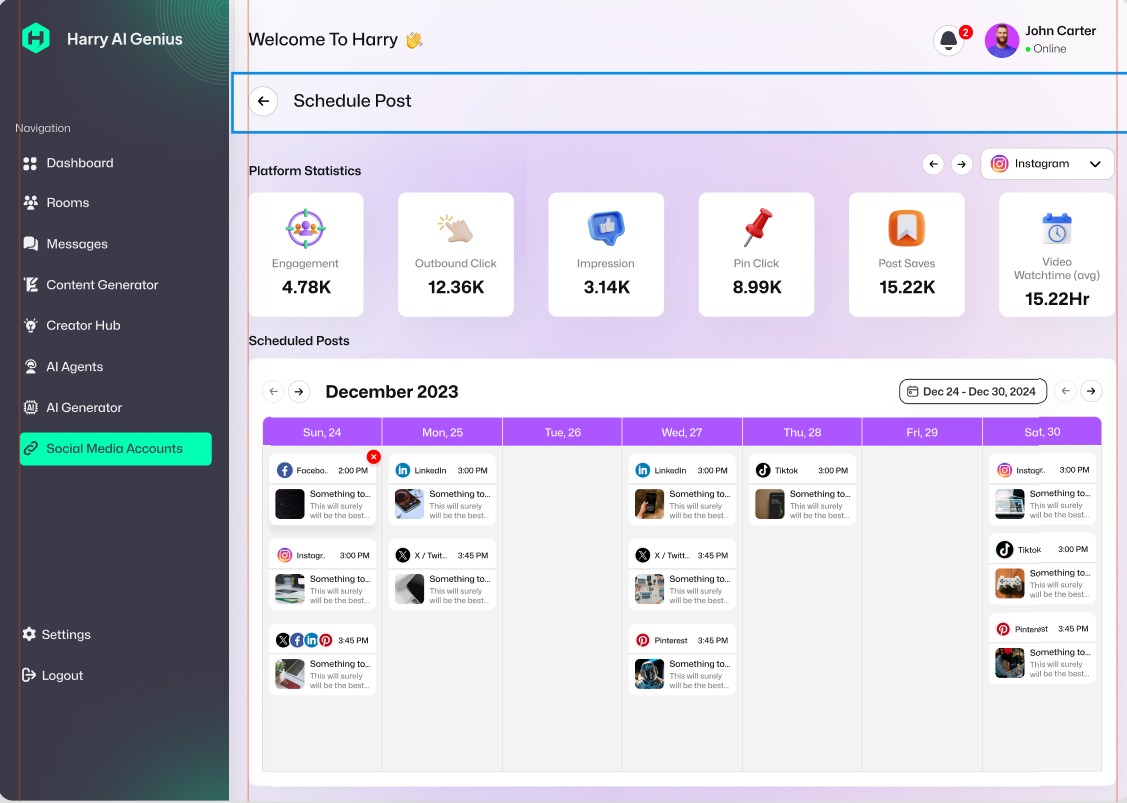 Harry AI Genius
Navigation
Dashboard
Rooms
Messages
Content Generator
Creator Hub
AI Agents
AI Generator
Social Media Accounts
Settings
Logout
Welcome To Harry 👋
2
John Carter
Online
Schedule Post
Platform Statistics
Instagram
Engagement
4.78K
Outbound Click
12.36K
Impression
3.14K
Pin Click
8.99K
Post Saves
15.22K
Video
Watchtime (avg)
15.22Hr
Scheduled Posts
December 2023
Dec 24 - Dec 30, 2024
Sun, 24
Mon, 25
Tue, 26
Wed, 27
Thu, 28
Fri, 29
Sat, 30
Facebo.. 2:00 PM
Something to...
This will surely
will be the best...
Instagr.. 3:00 PM
Something to...
This will surely
will be the best...
3:45 PM
Something to...
This will surely
will be the best...
LinkedIn 3:00 PM
Something to...
This will surely
will be the best...
X / Twit... 3:45 PM
Something to...
This will surely
will be the best...
LinkedIn 3:00 PM
Something to...
This will surely
will be the best...
X / Twitt... 3:45 PM
Something to...
This will surely
will be the best...
Pinterest 3:45 PM
Something to...
This will surely
will be the best...
Tiktok 3:00 PM
Something to...
This will surely
will be the best...
Instagr.. 3:00 PM
Something to...
This will surely
will be the best...
Tiktok 3:00 PM
Something to...
This will surely
will be the best...
Pinterest 3:45 PM
Something to...
This will surely
will be the best...